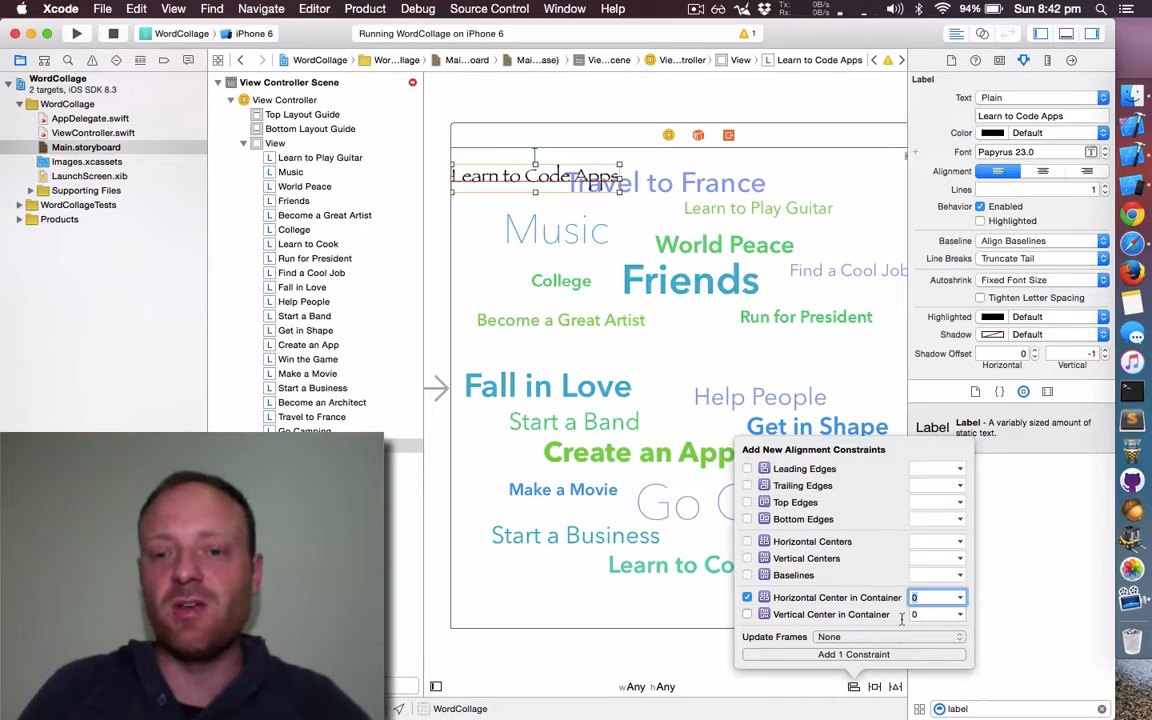 Xcode File Edit View Find Navigate Editor Product Debug Source Control Window Help
Tx: Rx: 0B/s 0B/s 2% 94% Sun 8:42 pm
WordCollage iPhone 6 Running WordCollage on iPhone 6 1
WordCollage Wor...llage Mai...oard Mai...ase) Vie...cene Vie...troller View L Learn to Code Apps
WordCollage
2 targets, iOS SDK 8.3
WordCollage
AppDelegate.swift
ViewController.swift
Main.storyboard
Images.xcassets
LaunchScreen.xib
Supporting Files
WordCollageTests
Products
View Controller Scene
View Controller
Top Layout Guide
Bottom Layout Guide
View
L Learn to Play Guitar
L Music
L World Peace
L Friends
L Become a Great Artist
L College
L Learn to Cook
L Run for President
L Find a Cool Job
L Fall in Love
L Help People
L Start a Band
L Get in Shape
L Create an App
L Win the Game
L Make a Movie
L Start a Business
L Become an Architect
L Travel to France
L Go Camping
Learn to Code Apps
Travel to France
Learn to Play Guitar
Music
World Peace
Friends
Find a Cool Job
College
Become a Great Artist
Run for President
Fall in Love
Help People
Start a Band
Get in Shape
Create an App
Make a Movie
Go C
Start a Business
Learn to Co
Add New Alignment Constraints
Leading Edges
Trailing Edges
Top Edges
Bottom Edges
Horizontal Centers
Vertical Centers
Baselines
Horizontal Center in Container 0
Vertical Center in Container 0
Update Frames None
Add 1 Constraint
wAny hAny
WordCollage
Label
Text Plain
Learn to Code Apps
Color Default
Font Papyrus 23.0
Alignment
Lines 1
Behavior Enabled
Highlighted
Baseline Align Baselines
Line Breaks Truncate Tail
Autoshrink Fixed Font Size
Tighten Letter Spacing
Highlighted Default
Shadow Default
Shadow Offset 0 -1
Horizontal Vertical
Label Label - A variably sized amount of
static text.
label